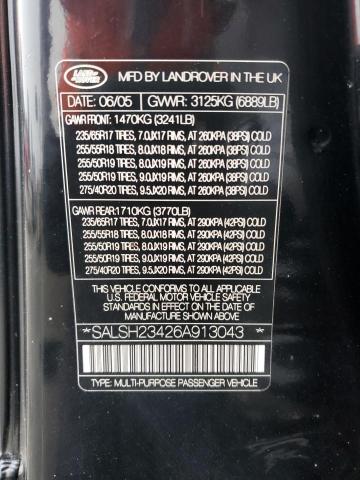 LAND ROVER
MFD BY LANDROVER IN THE UK
DATE: 06/05 GVWR: 3125KG (6889LB)
GAWR FRONT: 1470KG (3241LB)
235/65R17 TIRES, 7.0JX17 RIMS, AT 260KPA (38PSI) COLD
255/55R18 TIRES, 8.0JX18 RIMS, AT 260KPA (38PSI) COLD
255/50R19 TIRES, 8.0JX19 RIMS, AT 260KPA (38PSI) COLD
255/50R19 TIRES, 9.0JX19 RIMS, AT 260KPA (38PSI) COLD
275/40R20 TIRES, 9.5JX20 RIMS, AT 260KPA (38PSI) COLD
GAWR REAR: 1710KG (3770LB)
235/65R17 TIRES, 7.0JX17 RIMS, AT 290KPA (42PSI) COLD
255/55R18 TIRES, 8.0JX18 RIMS, AT 290KPA (42PSI) COLD
255/50R19 TIRES, 8.0JX19 RIMS, AT 290KPA (42PSI) COLD
255/50R19 TIRES, 9.0JX19 RIMS, AT 290KPA (42PSI) COLD
275/40R20 TIRES, 9.5JX20 RIMS, AT 290KPA (42PSI) COLD
THIS VEHICLE CONFORMS TO ALL APPLICABLE
U.S. FEDERAL MOTOR VEHICLE SAFETY
STANDARDS IN EFFECT ON THE DATE OF
MANUFACTURE SHOWN ABOVE.
*SALSH23426A913043*
TYPE: MULTI-PURPOSE PASSENGER VEHICLE